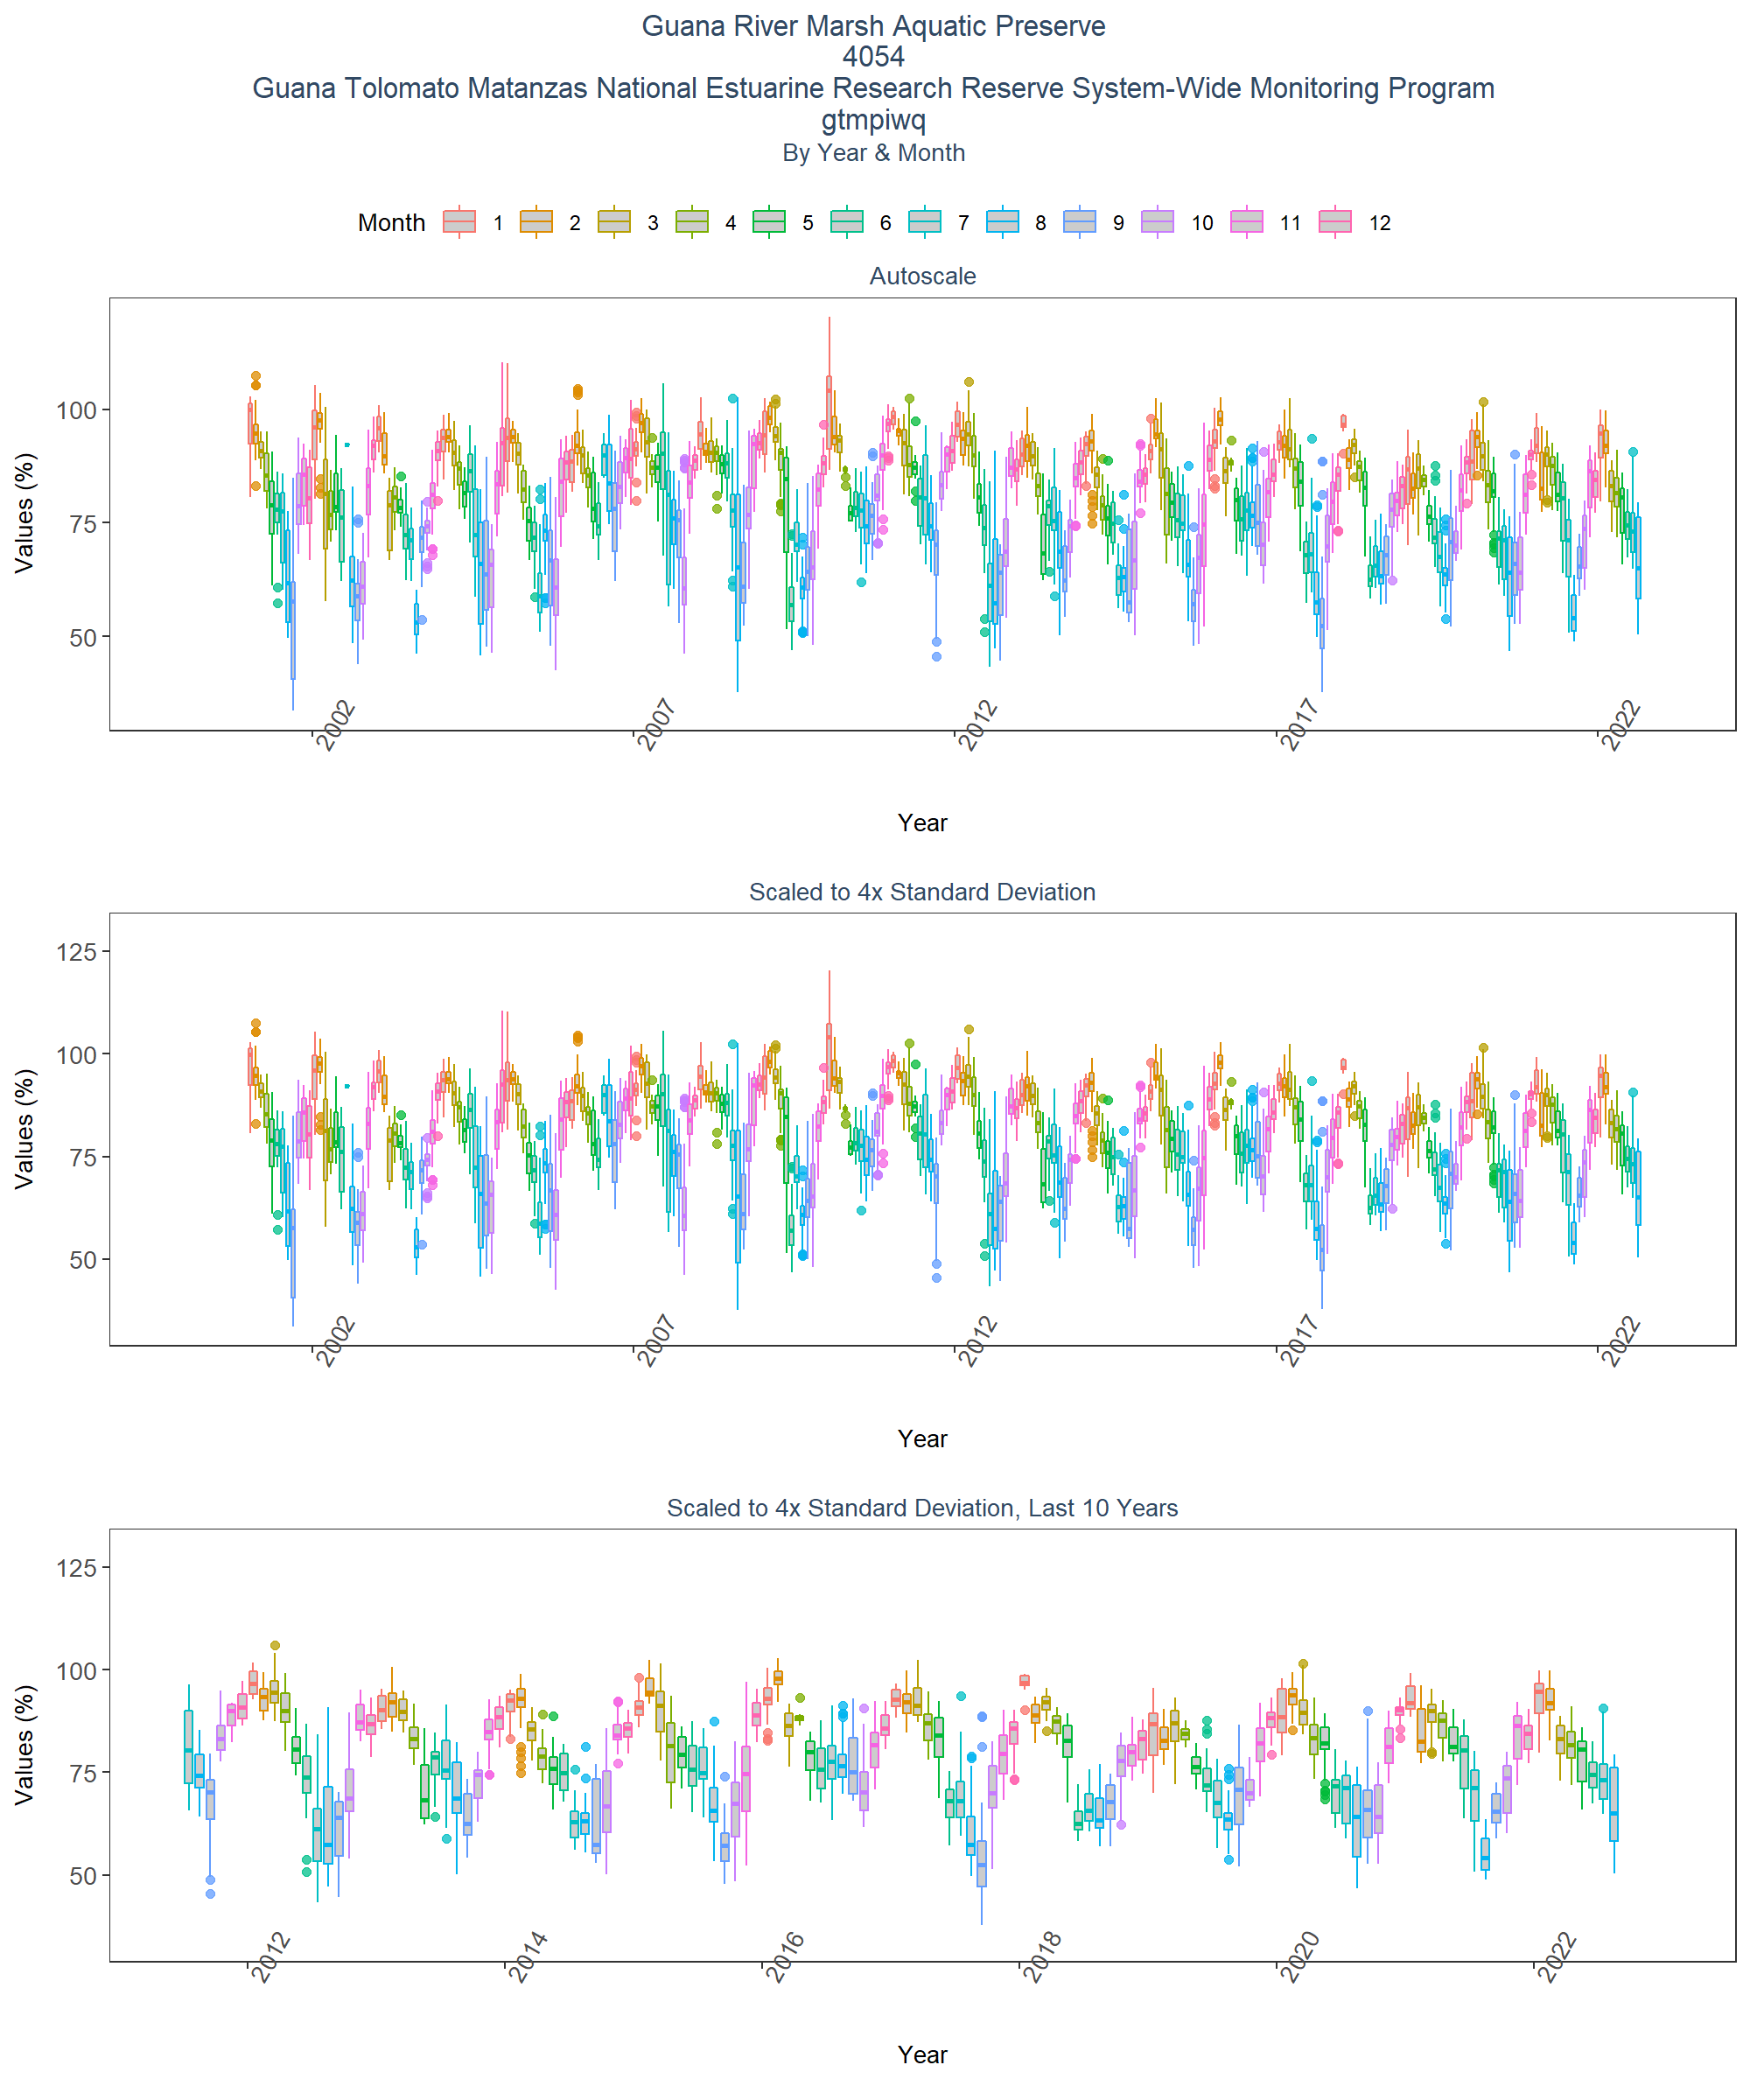 Guana River Marsh Aquatic Preserve
4054
Guana Tolomato Matanzas National Estuarine Research Reserve System-Wide Monitoring Program
gtmpiwq
By Year & Month
Month 1 2 3 4 5 6 7 8 9 10 11 12
Autoscale
Values (%)
100
75
50
2002 2007 2012 2017 2022
Year
Scaled to 4x Standard Deviation
Values (%)
125
100
75
50
2002 2007 2012 2017 2022
Year
Scaled to 4x Standard Deviation, Last 10 Years
Values (%)
125
100
75
50
2012 2014 2016 2018 2020 2022
Year